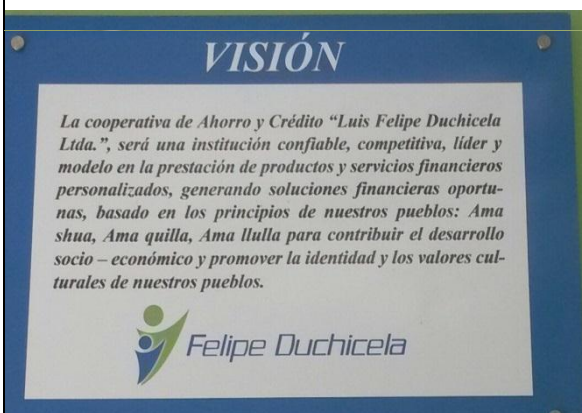 VISIÓN
La cooperativa de Ahorro y Crédito “Luis Felipe Duchicela
Ltda.”, será una institución confiable, competitiva, líder y
modelo en la prestación de productos y servicios financieros
personalizados, generando soluciones financieras oportu-
nas, basado en los principios de nuestros pueblos: Ama
shua, Ama quilla, Ama llulla para contribuir el desarrollo
socio – económico y promover la identidad y los valores cul-
turales de nuestros pueblos.
Felipe Duchicela